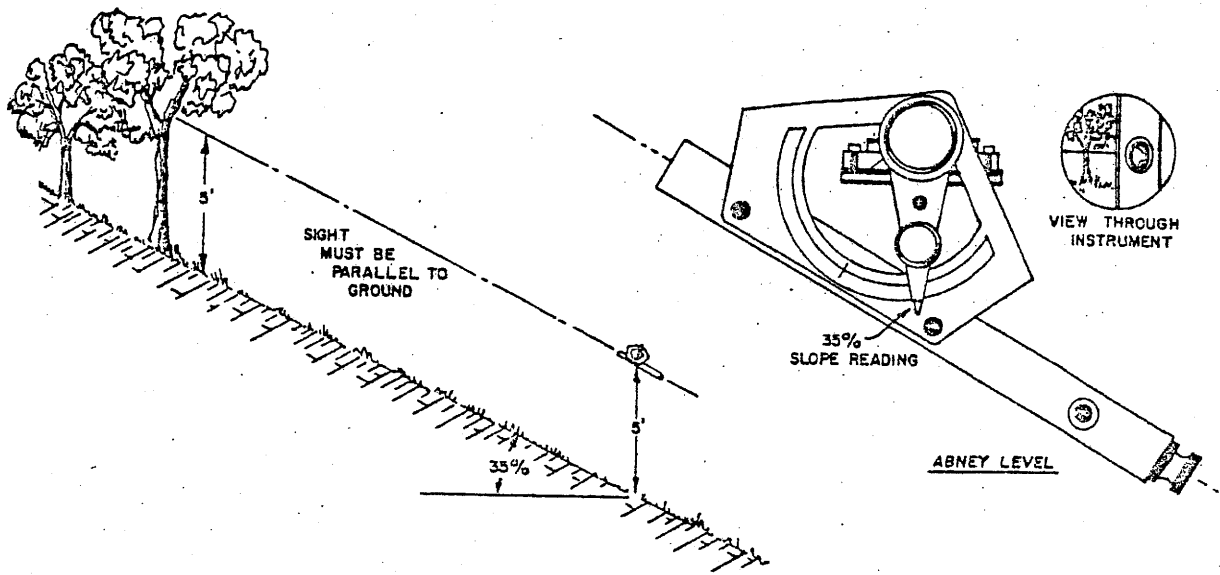 5'
SIGHT
MUST BE
PARALLEL TO
GROUND
5'
35%
35%
SLOPE READING
VIEW THROUGH
INSTRUMENT
ABNEY LEVEL